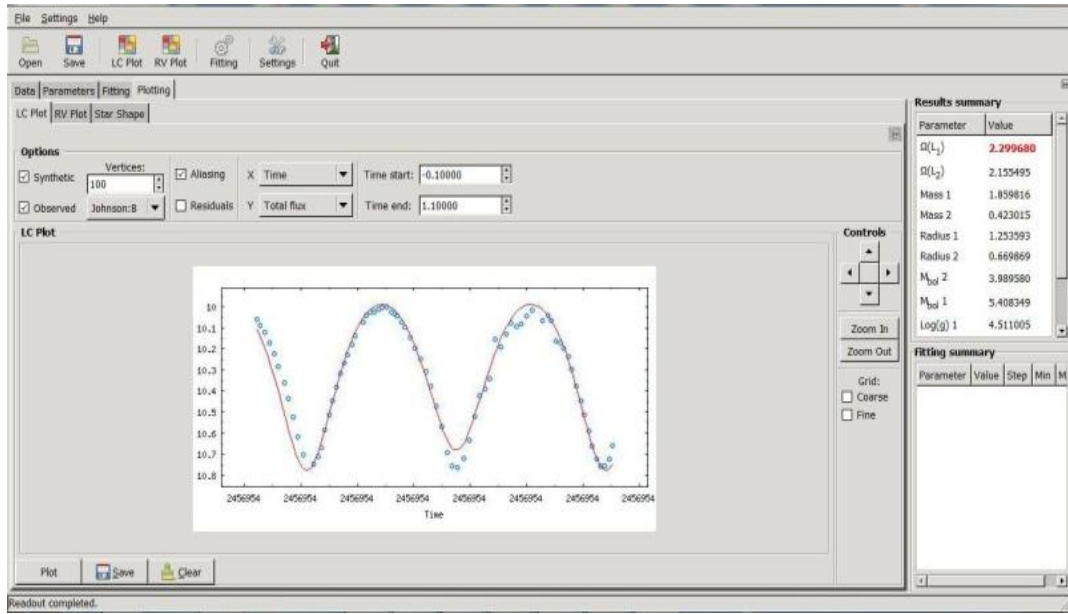 File Settings Help
Open Save LC Plot RV Plot Fitting Settings Quit
Data Parameters Fitting Plotting
LC Plot RV Plot Star Shape
Options
Synthetic Vertices: 100 Aliasing X Time Time start: -0.10000
Observed Johnson:B Residuals Y Total flux Time end: 1.10000
LC Plot
10
10.1
10.2
10.3
10.4
10.5
10.6
10.7
10.8
2456954 2456954 2456954 2456954 2456954 2456954 2456954 2456954
Time
Controls
Zoom In
Zoom Out
Grid:
Coarse
Fine
Plot Save Clear
Results summary
Parameter Value
Ω(L1) 2.299680
Ω(L2) 2.155495
Mass 1 1.859816
Mass 2 0.423015
Radius 1 1.253593
Radius 2 0.669869
Mbol 2 3.989580
Mbol 1 5.408349
Log(g) 1 4.511005
Fitting summary
Parameter Value Step Min M
Readout completed.